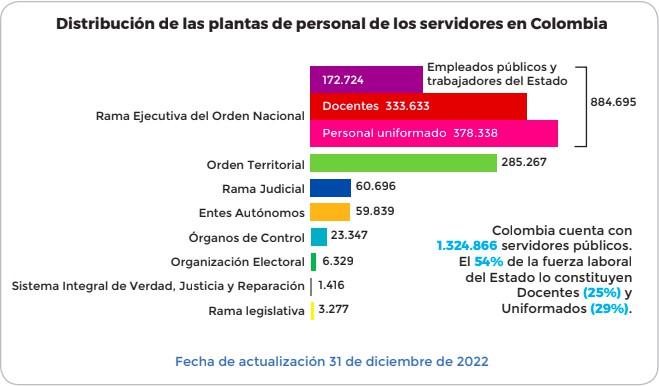 Distribución de las plantas de personal de los servidores en Colombia
172.724
Empleados públicos y
trabajadores del Estado
Rama Ejecutiva del Orden Nacional
Docentes 333.633
884.695
Personal uniformado 378.338
Orden Territorial 285.267
Rama Judicial 60.696
Entes Autónomos 59.839
Órganos de Control 23.347
Organización Electoral 6.329
Sistema Integral de Verdad, Justicia y Reparación 1.416
Rama legislativa 3.277
Colombia cuenta con
1.324.866 servidores públicos.
El 54% de la fuerza laboral
del Estado lo constituyen
Docentes (25%) y
Uniformados (29%).
Fecha de actualización 31 de diciembre de 2022